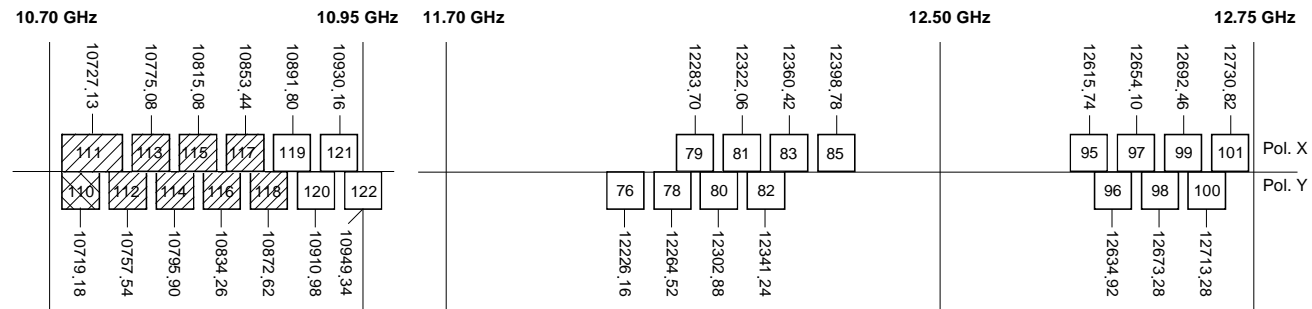 10.70 GHz 10.95 GHz 11.70 GHz 12.50 GHz 12.75 GHz
10727,13 10775,08 10815,08 10853,44 10891,80 10930,16 12283,70 12322,06 12360,42 12398,78 12615,74 12654,10 12692,46 12730,82
111 113 115 117 119 121 79 81 83 85 95 97 99 101 Pol. X
110 112 114 116 118 120 122 76 78 80 82 96 98 100 Pol. Y
10719,18 10757,54 10795,90 10834,26 10872,62 10910,98 10949,34 12226,16 12264,52 12302,88 12341,24 12634,92 12673,28 12713,28